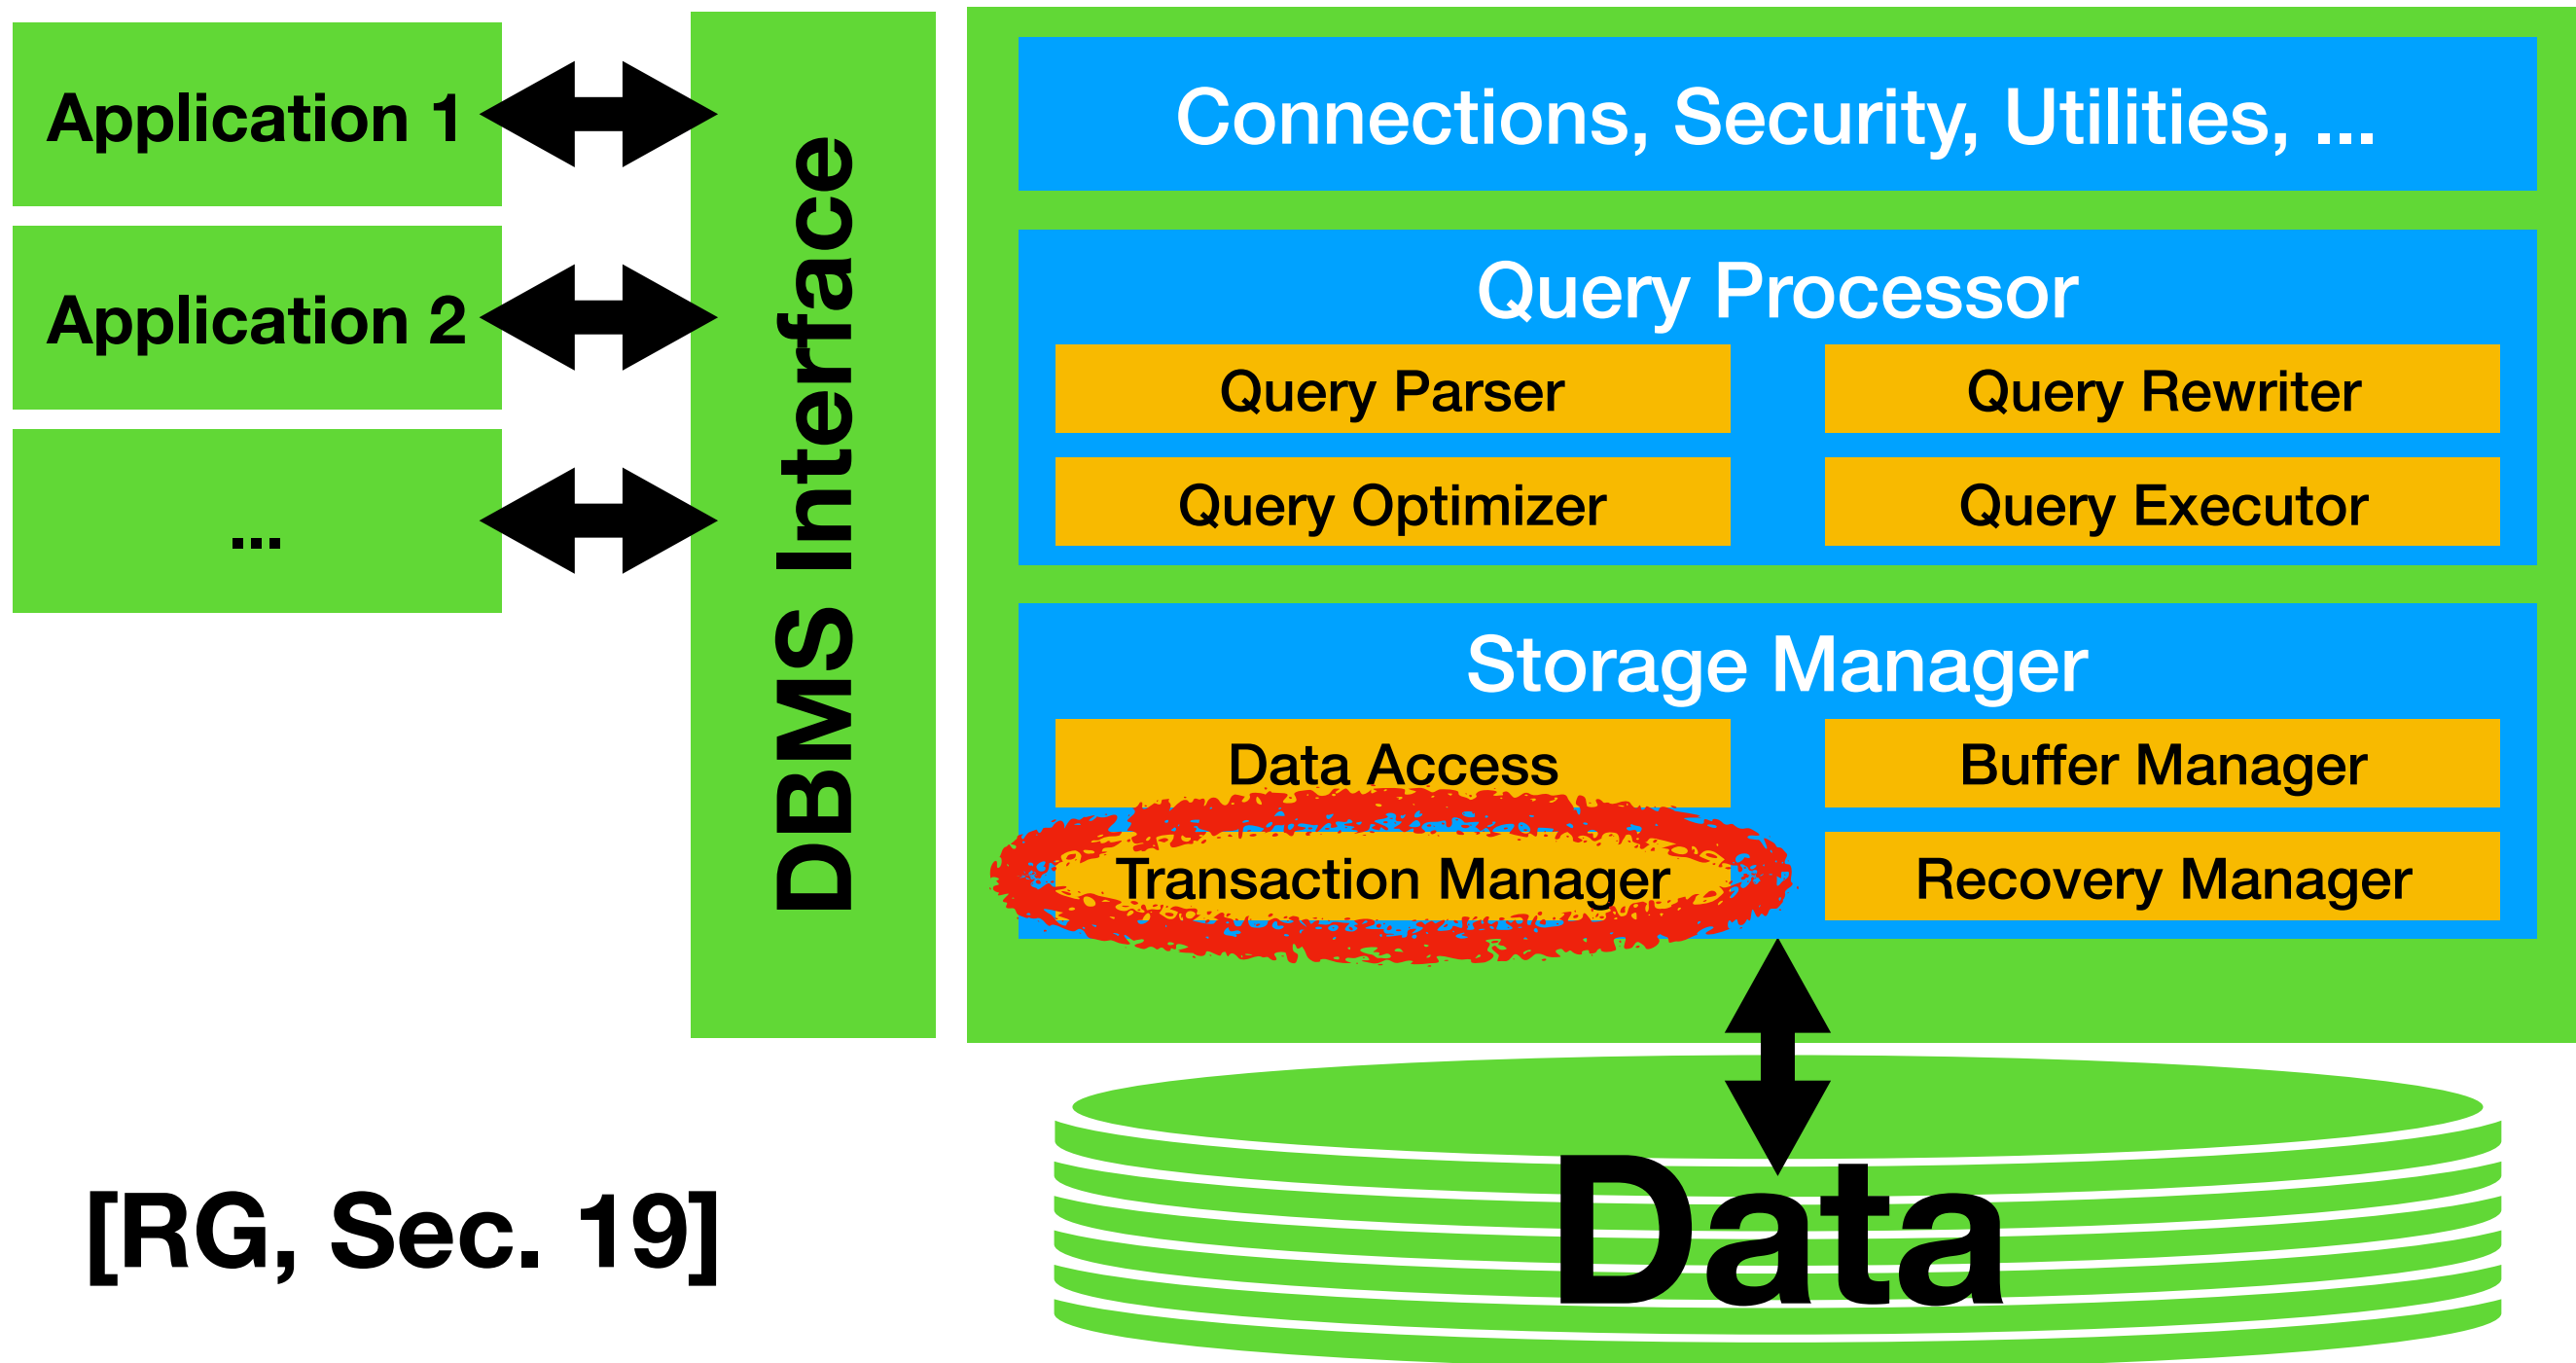 Application 1
Application 2
...
DBMS Interface
Connections, Security, Utilities, ...
Query Processor
Query Parser
Query Rewriter
Query Optimizer
Query Executor
Storage Manager
Data Access
Buffer Manager
Transaction Manager
Recovery Manager
Data
[RG, Sec. 19]